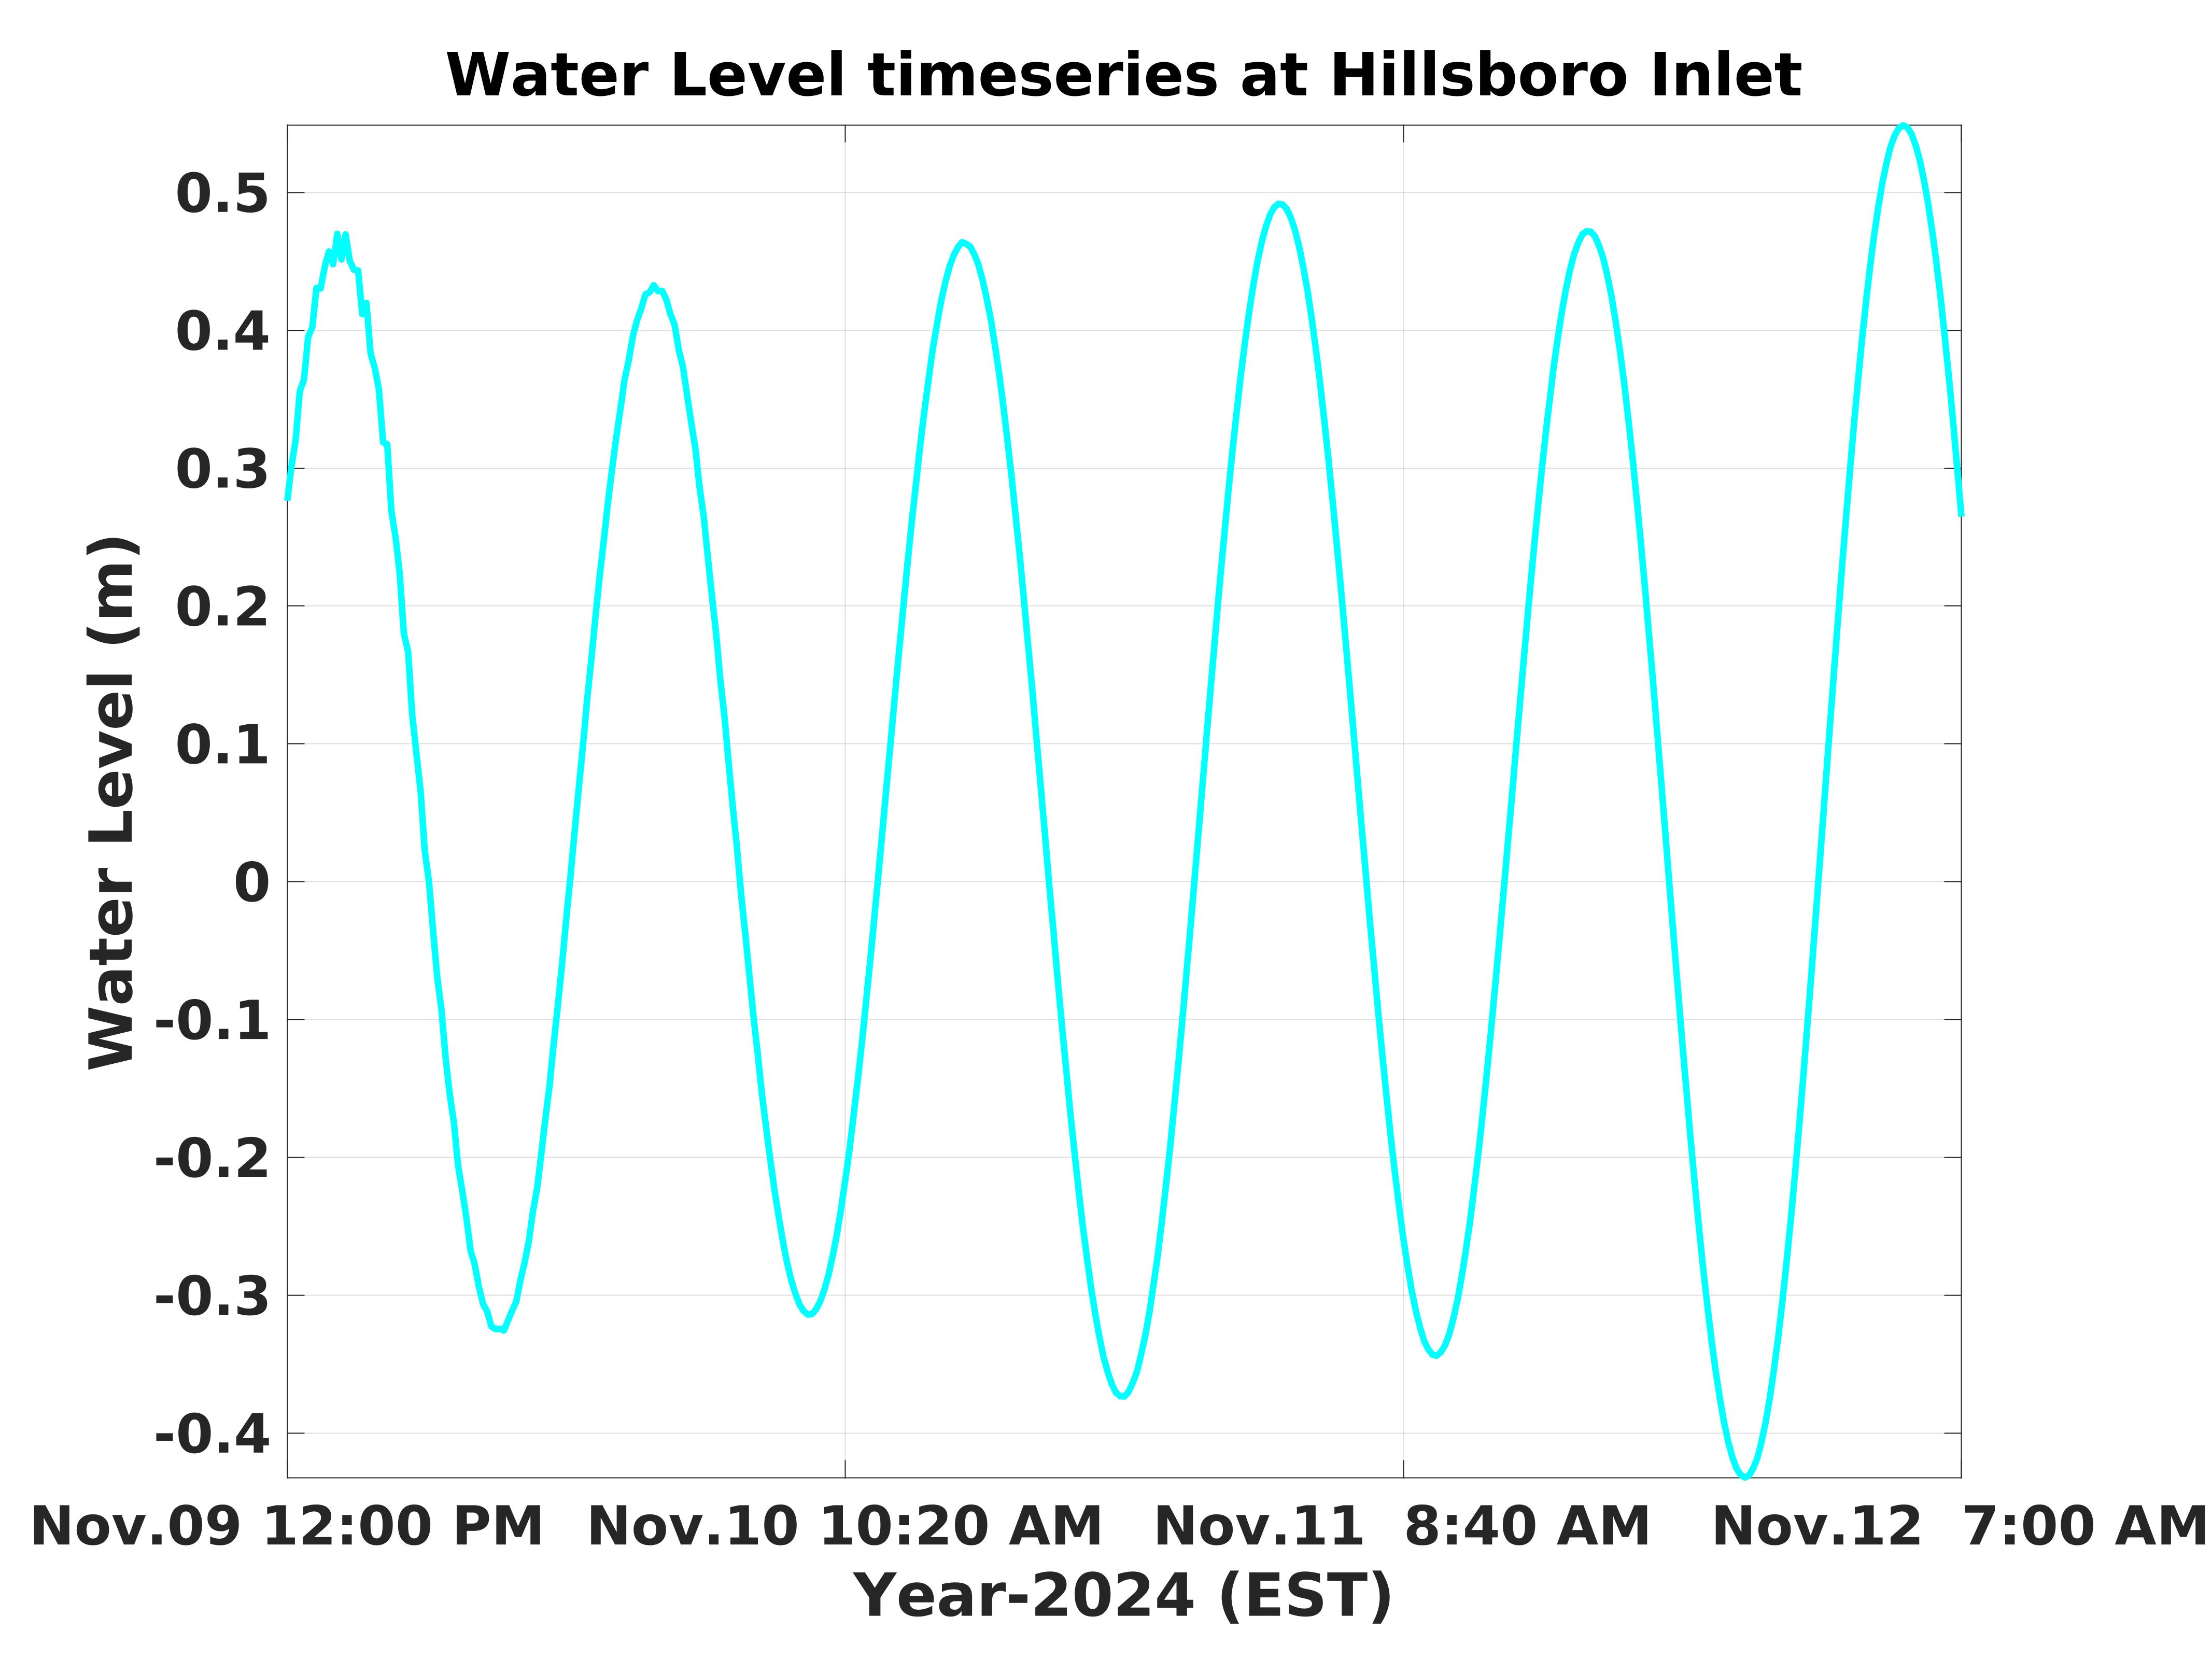 Water Level timeseries at Hillsboro Inlet
0.5
0.4
0.3
0.2
0.1
0
-0.1
-0.2
-0.3
-0.4
Water Level (m)
Nov.09 12:00 PM Nov.10 10:20 AM Nov.11 8:40 AM Nov.12 7:00 AM
Year-2024 (EST)